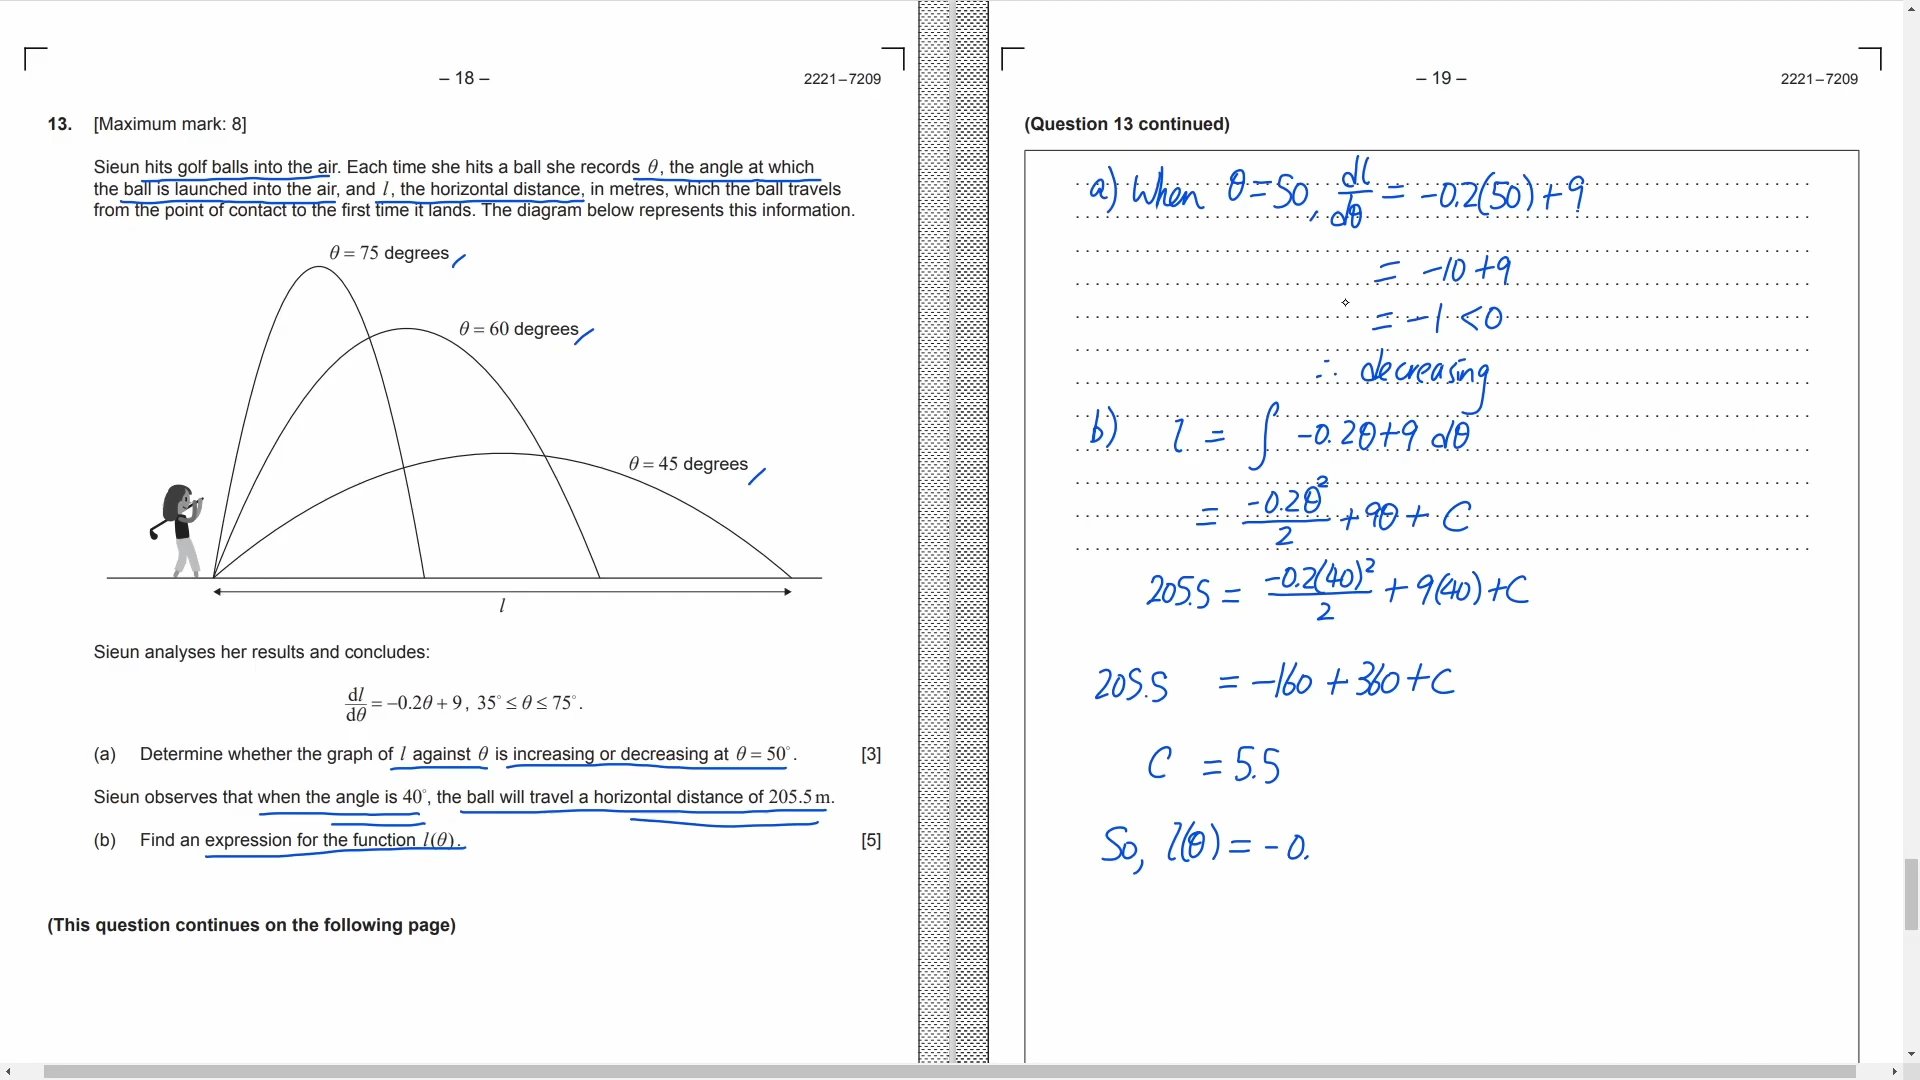 – 18 –
2221–7209
13. [Maximum mark: 8]
Sieun hits golf balls into the air. Each time she hits a ball she records θ, the angle at which
the ball is launched into the air, and l, the horizontal distance, in metres, which the ball travels
from the point of contact to the first time it lands. The diagram below represents this information.
θ = 75 degrees
θ = 60 degrees
θ = 45 degrees
l
Sieun analyses her results and concludes:
dl/dθ = −0.2θ + 9, 35° ≤ θ ≤ 75°.
(a) Determine whether the graph of l against θ is increasing or decreasing at θ = 50°. [3]
Sieun observes that when the angle is 40°, the ball will travel a horizontal distance of 205.5 m.
(b) Find an expression for the function l(θ). [5]
(This question continues on the following page)
– 19 –
2221–7209
(Question 13 continued)
a) When θ = 50, dl/dθ = -0.2(50) + 9
= -10 + 9
= -1 < 0
∴ decreasing
b) l = ∫ -0.2θ + 9 dθ
= -0.2θ²/2 + 9θ + C
205.5 = -0.2(40)²/2 + 9(40) + C
205.5 = -160 + 360 + C
C = 5.5
So, l(θ) = -0.